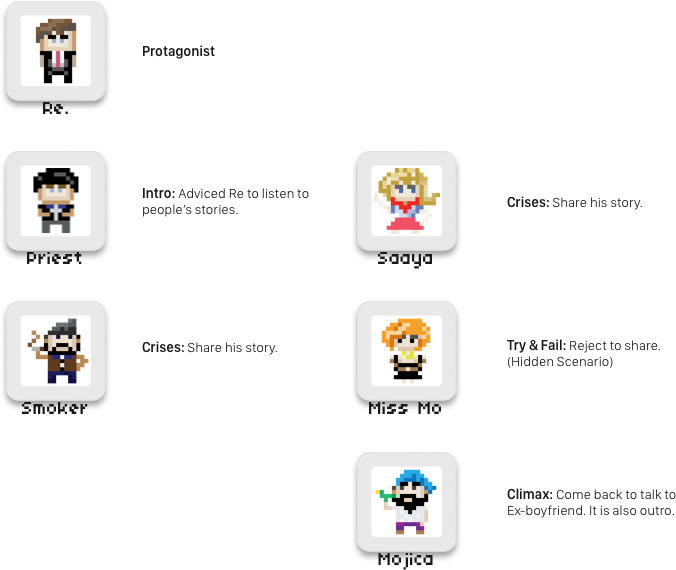 Protagonist
Re.
Intro: Adviced Re to listen to
people's stories.
Priest
Crises: Share his story.
Saaya
Crises: Share his story.
Smoker
Try & Fail: Reject to share.
(Hidden Scenario)
Miss Mo
Climax: Come back to talk to
Ex-boyfriend. It is also outro.
Mojica